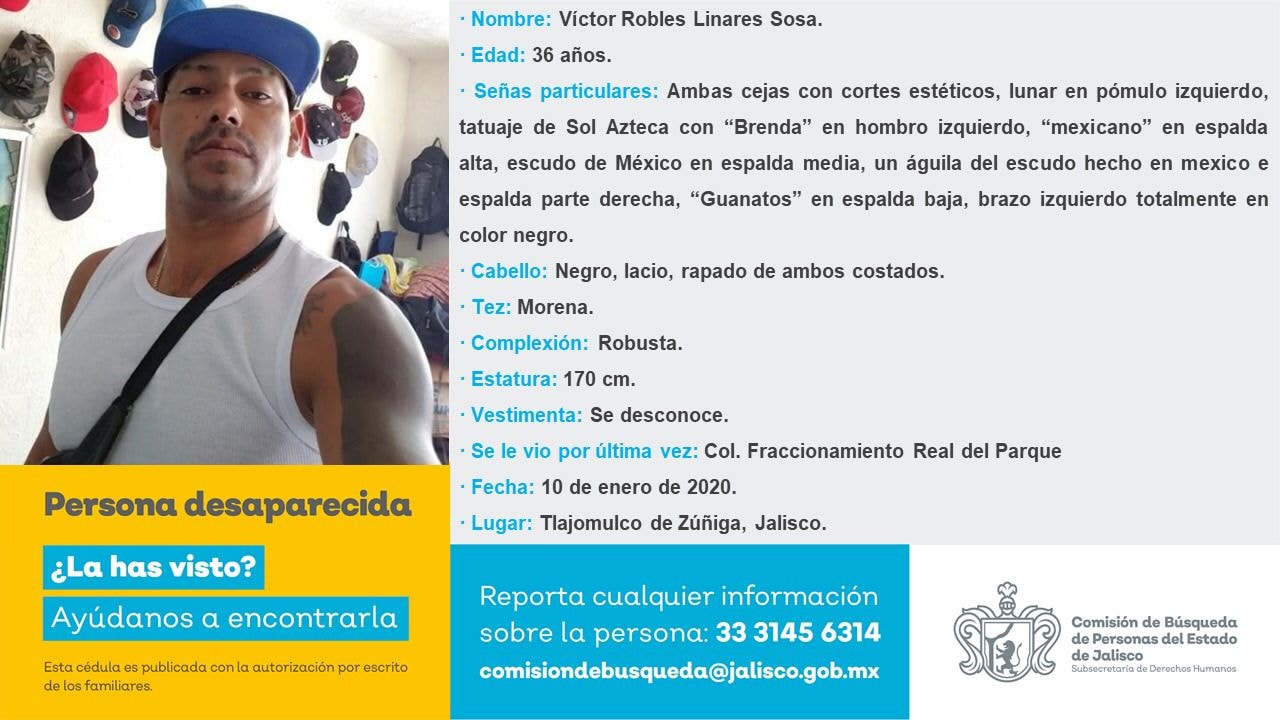 · Nombre: Víctor Robles Linares Sosa.
· Edad: 36 años.
· Señas particulares: Ambas cejas con cortes estéticos, lunar en pómulo izquierdo,
tatuaje de Sol Azteca con “Brenda” en hombro izquierdo, “mexicano” en espalda
alta, escudo de México en espalda media, un águila del escudo hecho en mexico e
espalda parte derecha, “Guanatos” en espalda baja, brazo izquierdo totalmente en
color negro.
· Cabello: Negro, lacio, rapado de ambos costados.
· Tez: Morena.
· Complexión: Robusta.
· Estatura: 170 cm.
· Vestimenta: Se desconoce.
· Se le vio por última vez: Col. Fraccionamiento Real del Parque
· Fecha: 10 de enero de 2020.
· Lugar: Tlajomulco de Zúñiga, Jalisco.
Persona desaparecida
¿La has visto?
Ayúdanos a encontrarla
Esta cédula es publicada con la autorización por escrito
de los familiares.
Reporta cualquier información
sobre la persona: 33 3145 6314
comisiondebusqueda@jalisco.gob.mx
Comisión de Búsqueda
de Personas del Estado
de Jalisco
Subsecretaría de Derechos Humanos